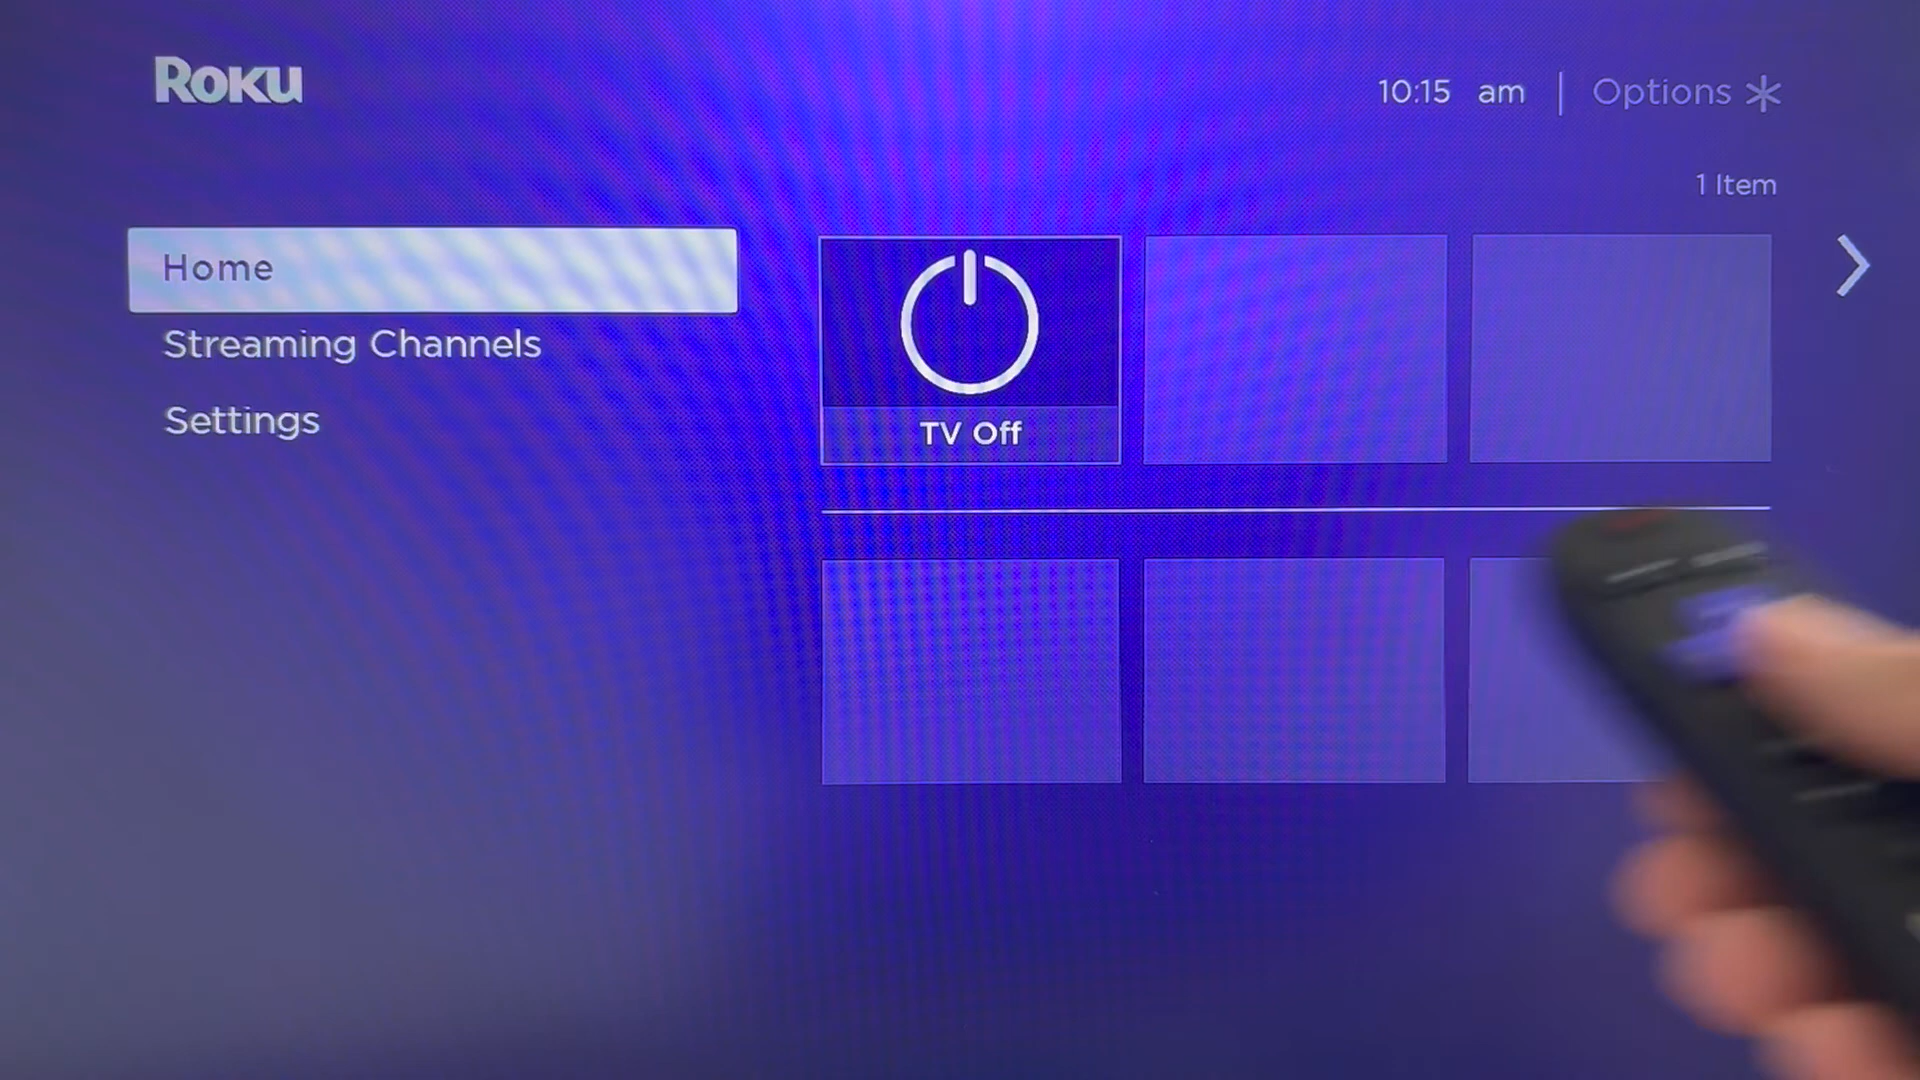 Roku
10:15 am | Options *
1 Item
Home
Streaming Channels
Settings
TV Off